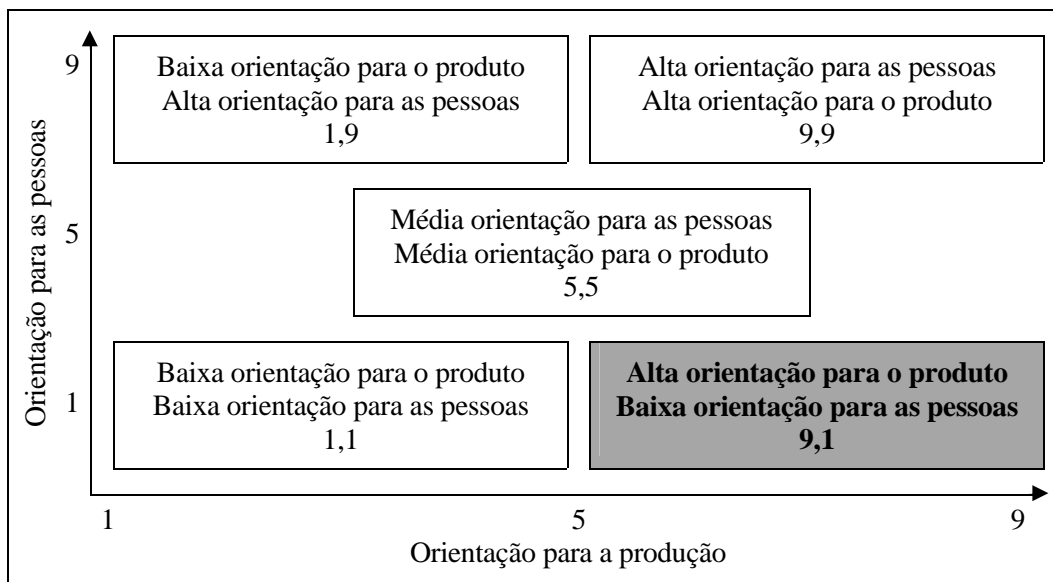 Orientação para as pessoas
9
5
1
Baixa orientação para o produto
Alta orientação para as pessoas
1,9
Alta orientação para as pessoas
Alta orientação para o produto
9,9
Média orientação para as pessoas
Média orientação para o produto
5,5
Baixa orientação para o produto
Baixa orientação para as pessoas
1,1
Alta orientação para o produto
Baixa orientação para as pessoas
9,1
1
5
9
Orientação para a produção